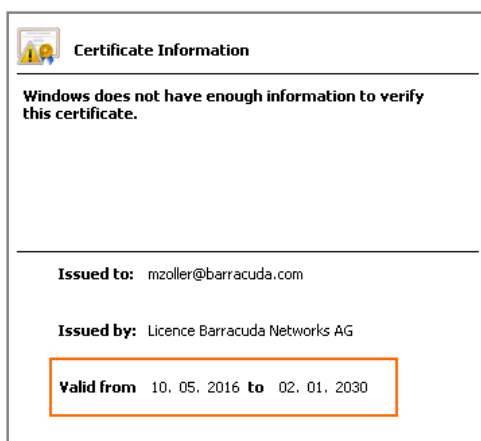 Certificate Information
Windows does not have enough information to verify
this certificate.
Issued to: mzoller@barracuda.com
Issued by: Licence Barracuda Networks AG
Valid from 10. 05. 2016 to 02. 01. 2030